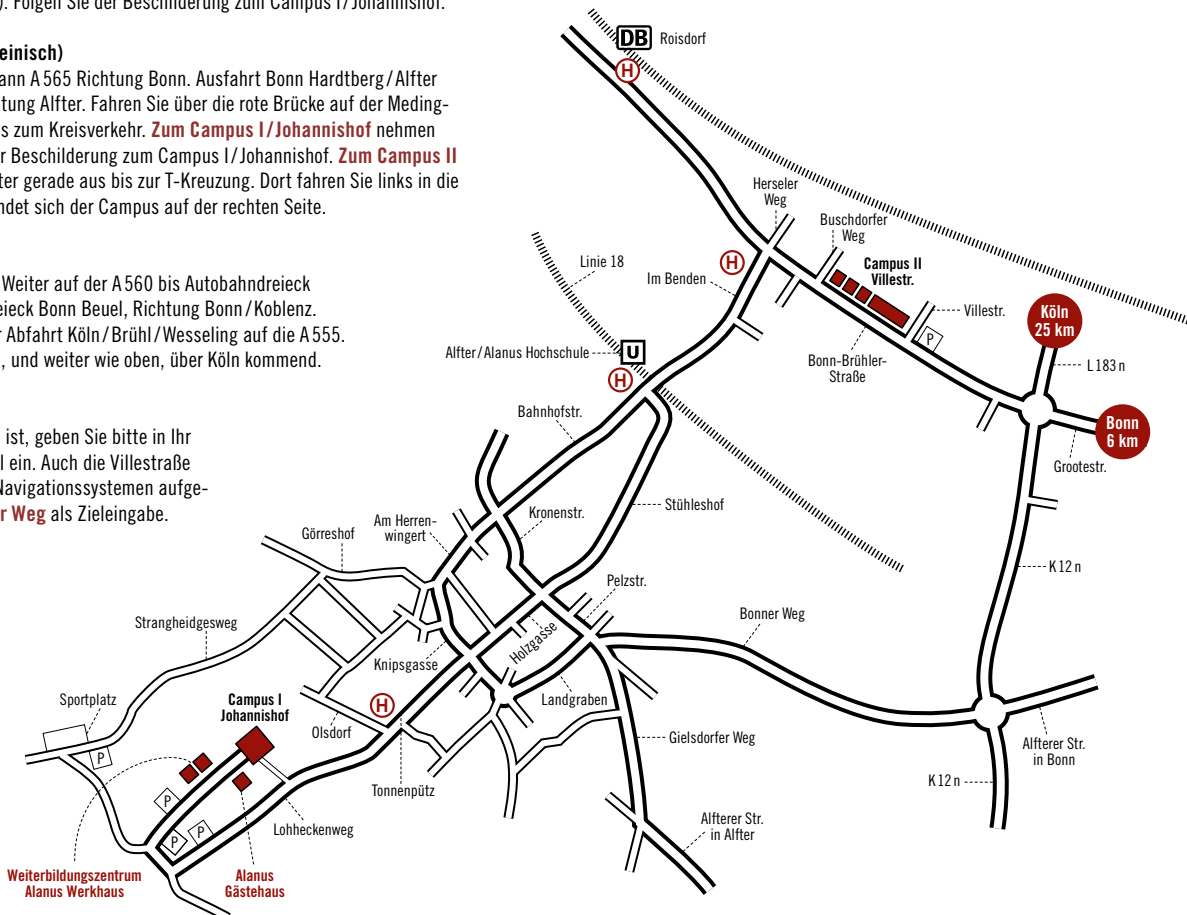 ). Folgen Sie der Beschilderung zum Campus I/Johannishof.
einisch)
ann A 565 Richtung Bonn. Ausfahrt Bonn Hardtberg/Alfter
tung Alfter. Fahren Sie über die rote Brücke auf der Meding-
s zum Kreisverkehr. Zum Campus I/Johannishof nehmen
r Beschilderung zum Campus I/Johannishof. Zum Campus II
ter gerade aus bis zur T-Kreuzung. Dort fahren Sie links in die
ndet sich der Campus auf der rechten Seite.
Weiter auf der A 560 bis Autobahndreieck
eieck Bonn Beuel, Richtung Bonn/Koblenz.
r Abfahrt Köln/Brühl/Wesseling auf die A 555.
, und weiter wie oben, über Köln kommend.
ist, geben Sie bitte in Ihr
l ein. Auch die Villestraße
Navigationssystemen aufge-
r Weg als Zieleingabe.
DB Roisdorf
H
Herseler
Weg
Buschdorfer
Weg
Campus II
Villestr.
Linie 18
H
Im Benden
Villestr.
P
Köln
25 km
L 183 n
Bonn-Brühler-
Straße
Alfter/Alanus Hochschule
U
H
Bonn
6 km
Grootestr.
Bahnhofstr.
Stühleshof
Kronenstr.
Am Herren-
wingert
Görreshof
K 12 n
Pelzstr.
Bonner Weg
Strangheidgesweg
Holzgasse
Knipsgasse
Landgraben
Sportplatz
P
Campus I
Johannishof
H
Olsdorf
Gielsdorfer Weg
Alfterer Str.
in Bonn
K 12 n
Tonnenpütz
P
P
P
Lohheckenweg
Alfterer Str.
in Alfter
Weiterbildungszentrum
Alanus Werkhaus
Alanus
Gästehaus